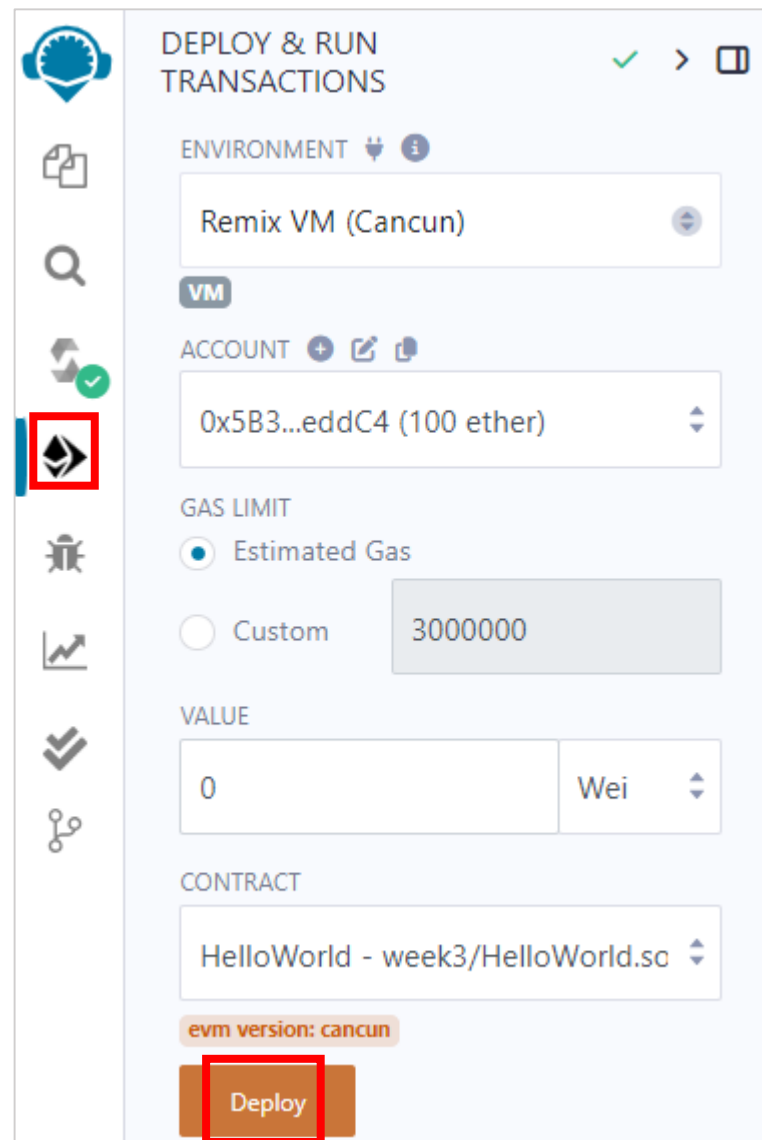 DEPLOY & RUN
TRANSACTIONS
ENVIRONMENT
Remix VM (Cancun)
VM
ACCOUNT
0x5B3...eddC4 (100 ether)
GAS LIMIT
Estimated Gas
Custom 3000000
VALUE
0 Wei
CONTRACT
HelloWorld - week3/HelloWorld.so
evm version: cancun
Deploy